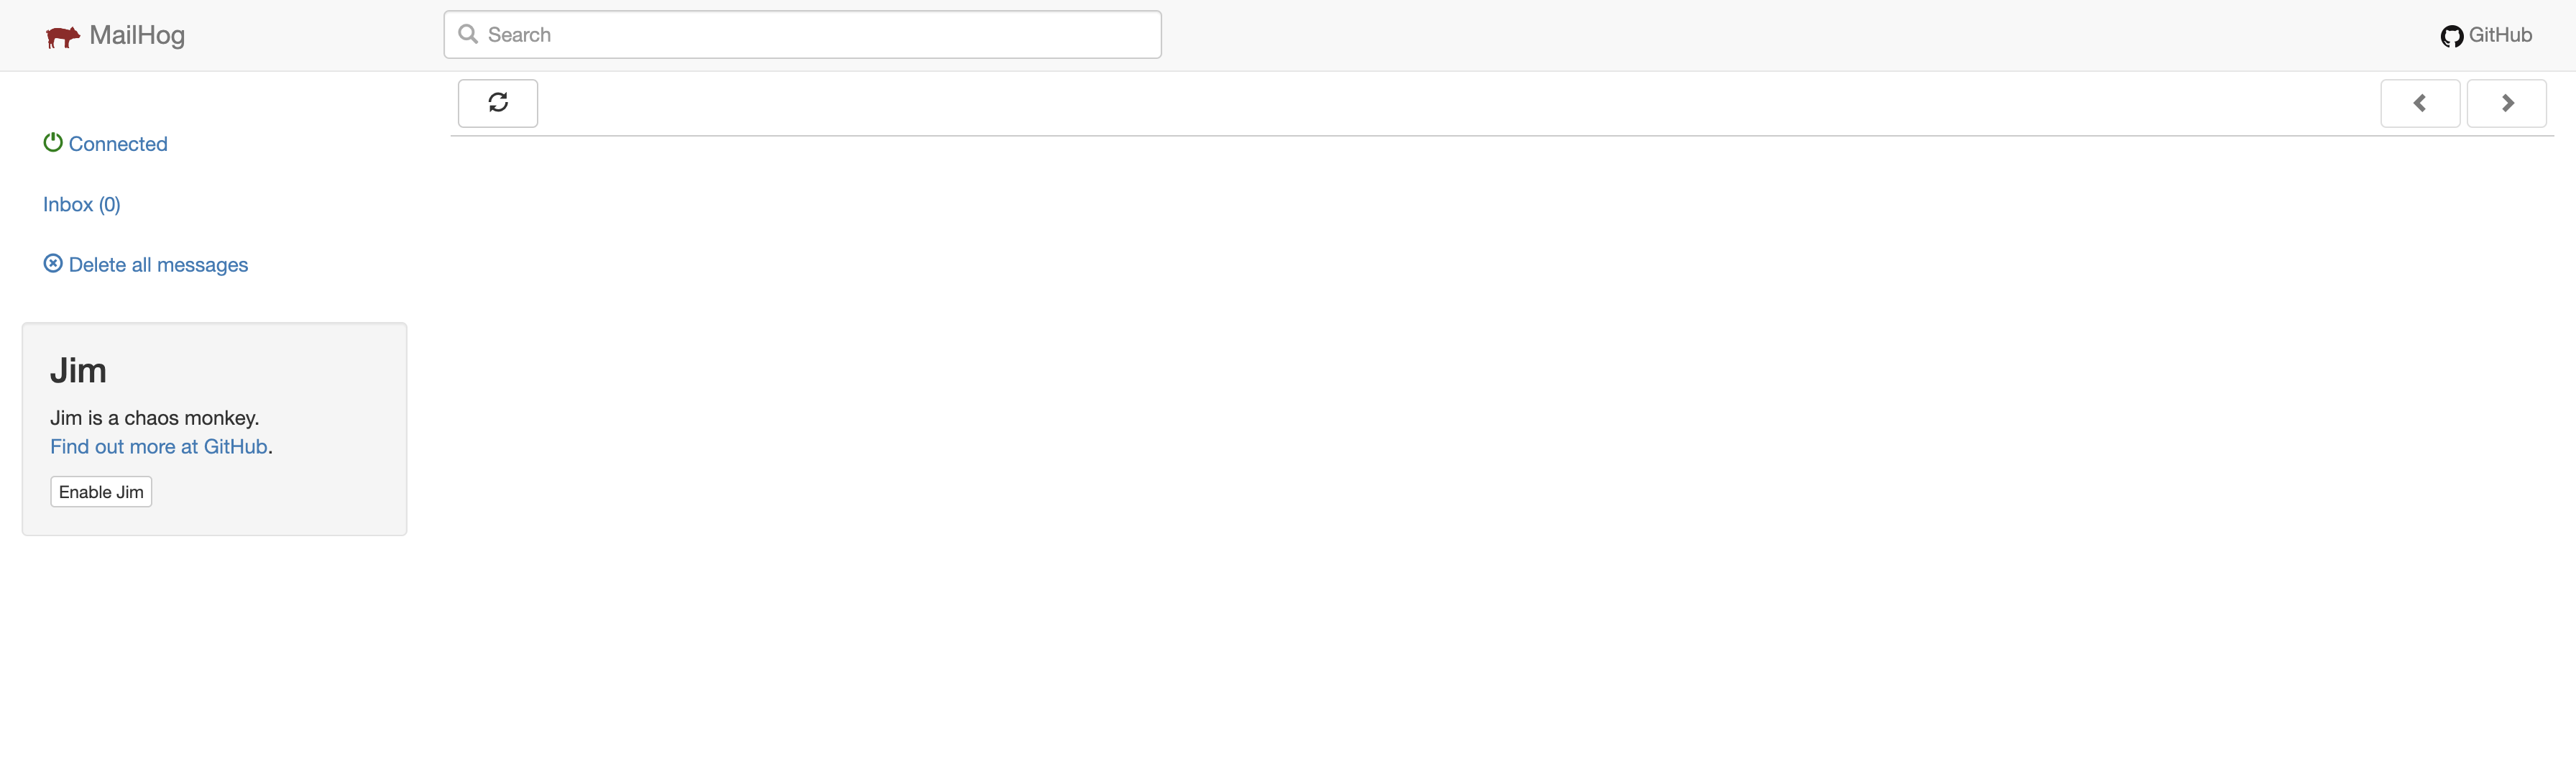 MailHog
Search
GitHub
Connected
Inbox (0)
Delete all messages
Jim
Jim is a chaos monkey.
Find out more at GitHub.
Enable Jim